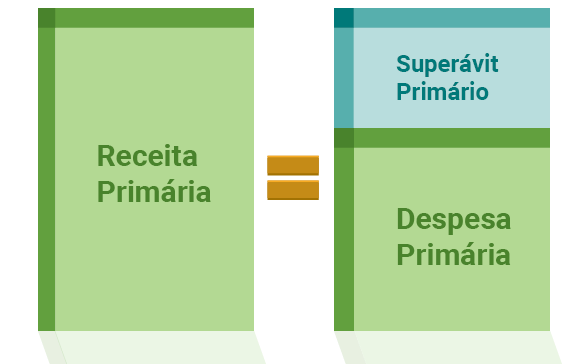 Receita
Primária
Superávit
Primário
Despesa
Primária